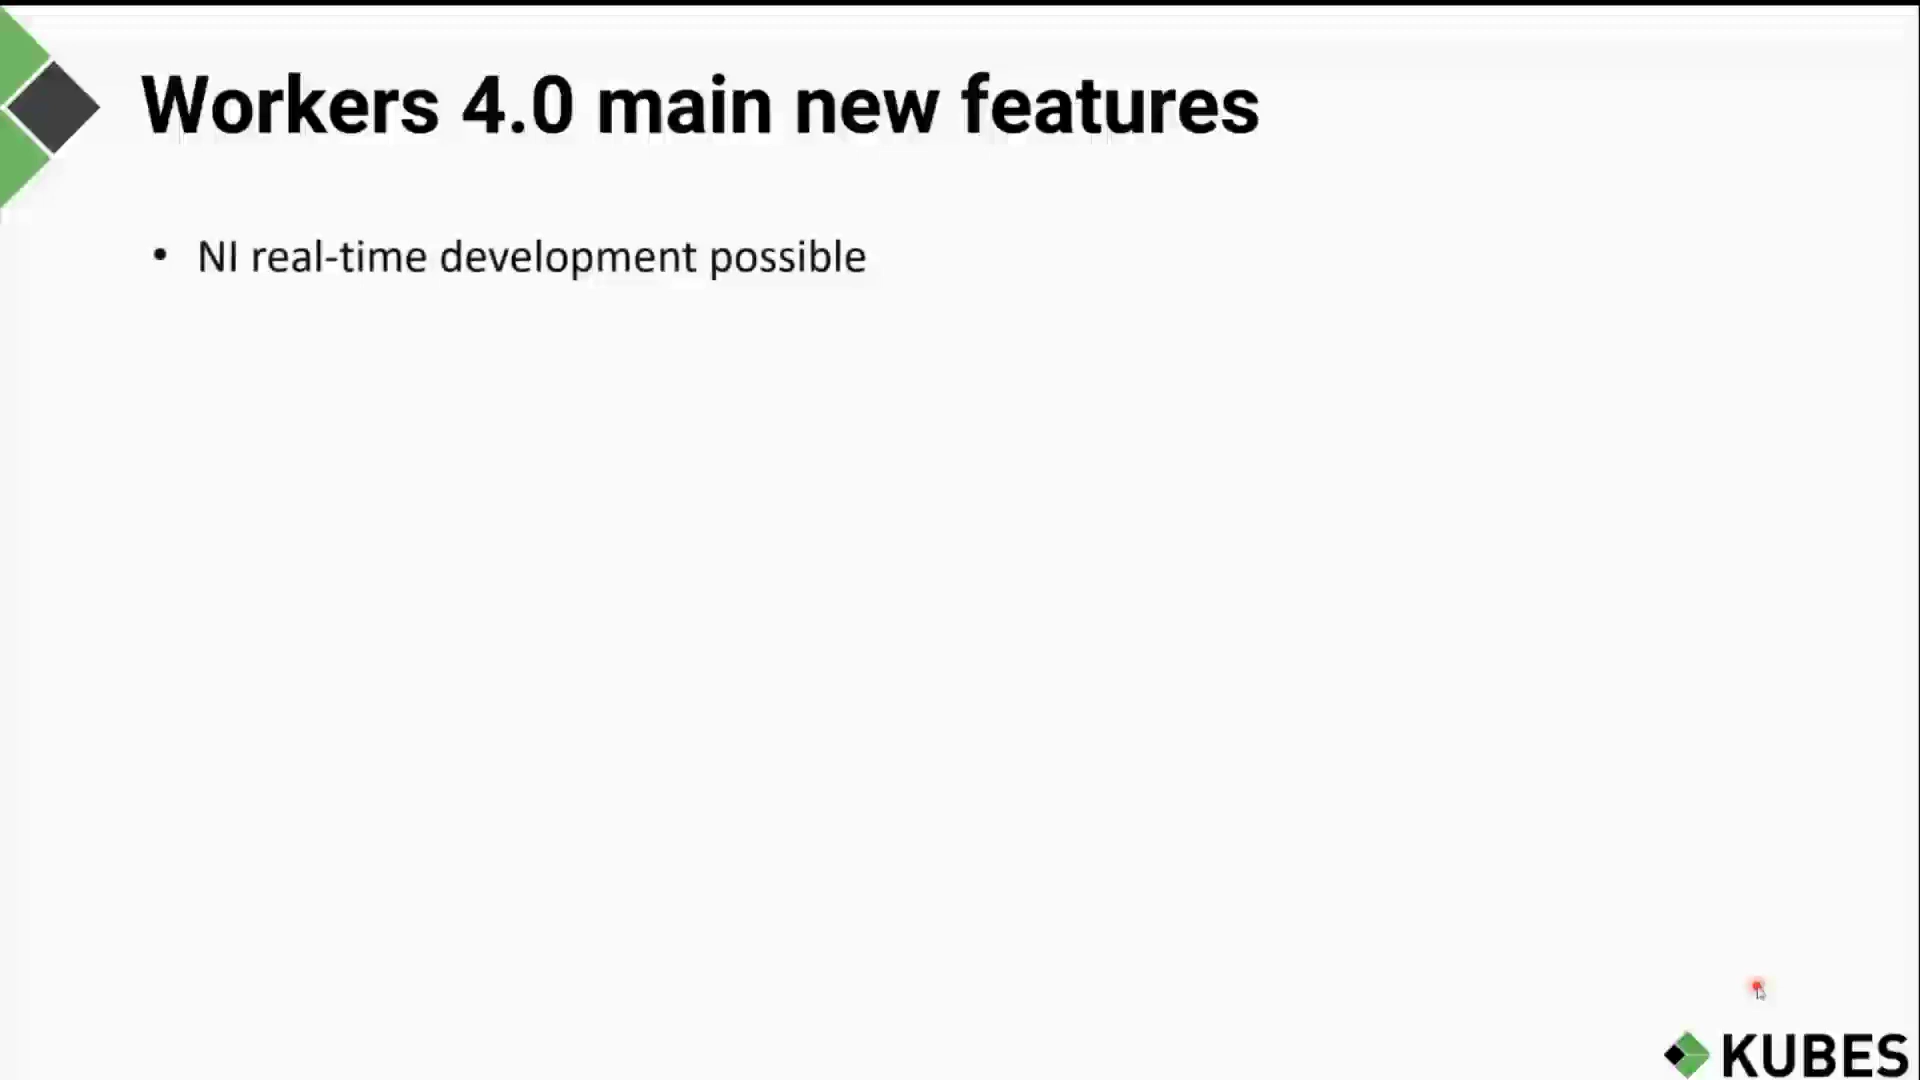 Workers 4.0 main new features
• NI real-time development possible
KUBES